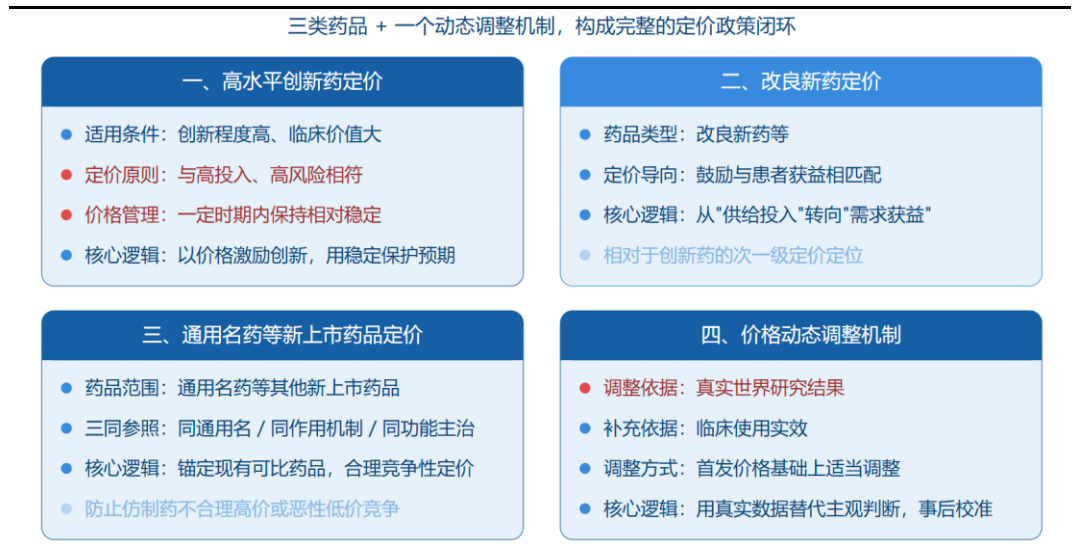 三类药品 + 一个动态调整机制，构成完整的定价政策闭环
一、高水平创新药定价
适用条件：创新程度高、临床价值大
定价原则：与高投入、高风险相符
价格管理：一定时期内保持相对稳定
核心逻辑：以价格激励创新，用稳定保护预期
二、改良新药定价
药品类型：改良新药等
定价导向：鼓励与患者获益相匹配
核心逻辑：从"供给投入"转向"需求获益"
相对于创新药的次一级定价定位
三、通用名药等新上市药品定价
药品范围：通用名药等其他新上市药品
三同参照：同通用名 / 同作用机制 / 同功能主治
核心逻辑：锚定现有可比药品，合理竞争性定价
防止仿制药不合理高价或恶性低价竞争
四、价格动态调整机制
调整依据：真实世界研究结果
补充依据：临床使用实效
调整方式：首发价格基础上适当调整
核心逻辑：用真实数据替代主观判断，事后校准